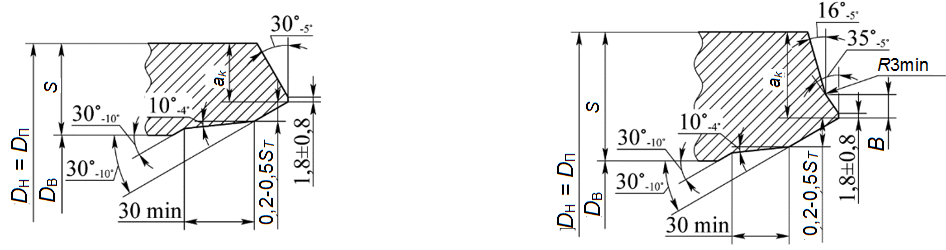 30°₋₅°
S
aₖ
30°₋₁₀°
10°₋₄°
30°₋₁₀°
Dн = Dп
Dв
30 min
0,2-0,5Sт
1,8±0,8
16°₋₅°
35°₋₅°
R3min
S
aₖ
10°₋₄°
30°₋₁₀°
30°₋₁₀°
Dн = Dп
Dв
30 min
0,2-0,5Sт
1,8±0,8
B